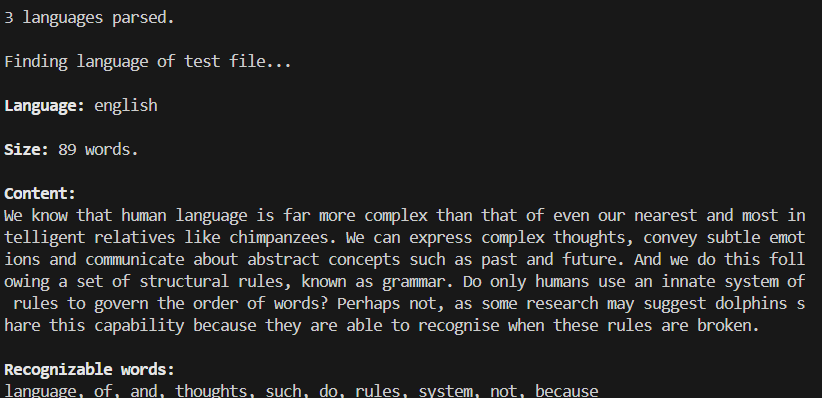 3 languages parsed.
Finding language of test file...
Language: english
Size: 89 words.
Content:
We know that human language is far more complex than that of even our nearest and most in
telligent relatives like chimpanzees. We can express complex thoughts, convey subtle emot
ions and communicate about abstract concepts such as past and future. And we do this foll
owing a set of structural rules, known as grammar. Do only humans use an innate system of
 rules to govern the order of words? Perhaps not, as some research may suggest dolphins s
hare this capability because they are able to recognise when these rules are broken.
Recognizable words:
language, of, and, thoughts, such, do, rules, system, not, because